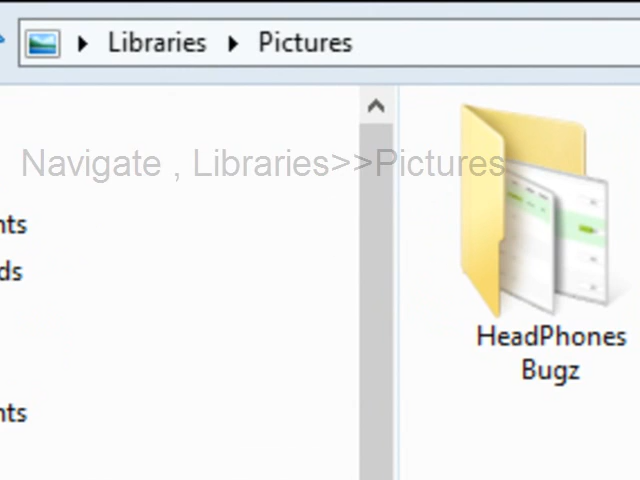 Libraries Pictures
Navigate , Libraries>>Pictures
nts
ds
nts
HeadPhones
Bugz